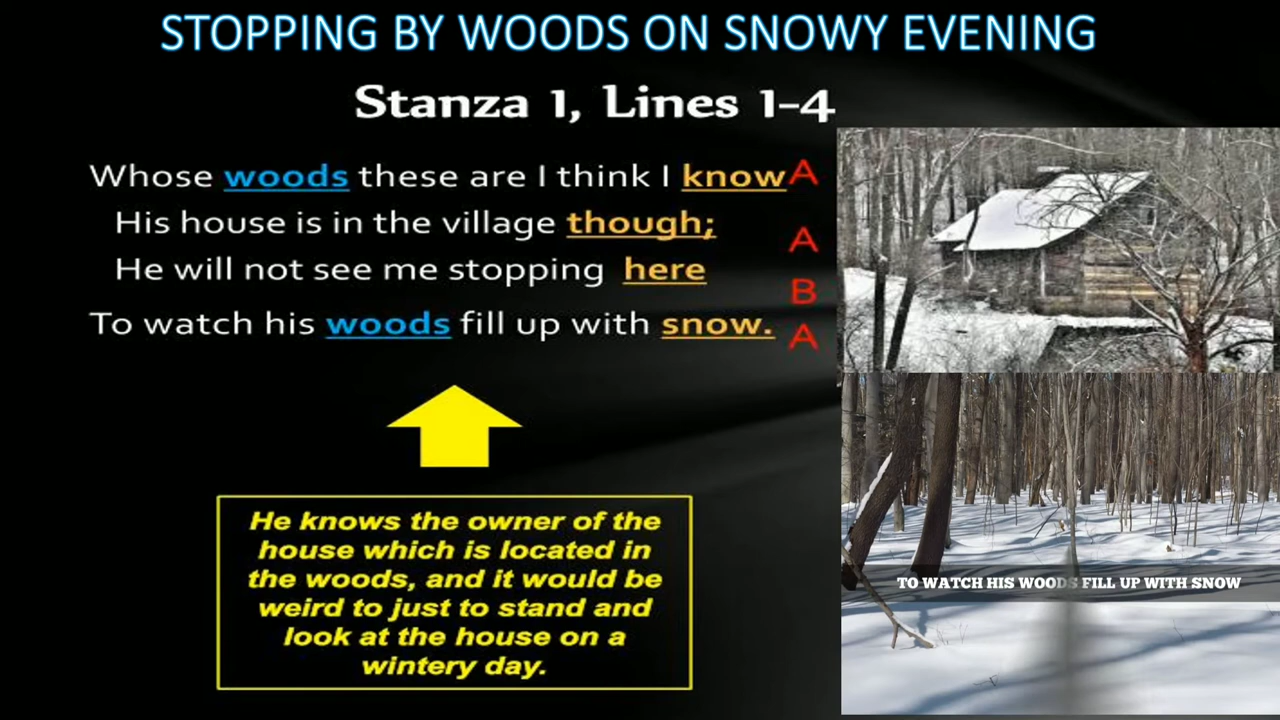 STOPPING BY WOODS ON SNOWY EVENING
Stanza 1, Lines 1-4
Whose woods these are I think I know A
His house is in the village though; A
He will not see me stopping here B
To watch his woods fill up with snow. A
He knows the owner of the
house which is located in
the woods, and it would be
weird to just to stand and
look at the house on a
wintery day.
TO WATCH HIS WOODS FILL UP WITH SNOW